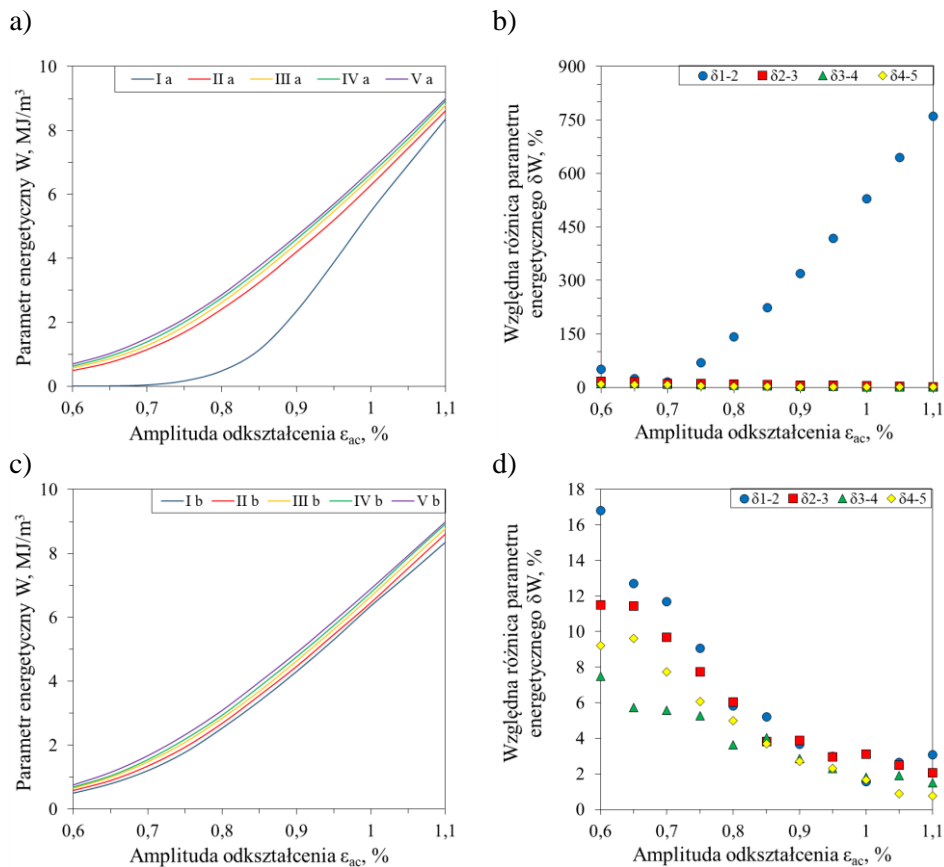 a)
I a II a III a IV a V a
Parametr energetyczny W, MJ/m³
10
8
6
4
2
0
0,6 0,7 0,8 0,9 1 1,1
Amplituda odkształcenia εac, %
b)
δ1-2 δ2-3 δ3-4 δ4-5
Względna różnica parametru
energetycznego δW, %
900
750
600
450
300
150
0
0,6 0,7 0,8 0,9 1 1,1
Amplituda odkształcenia εac, %
c)
I b II b III b IV b V b
Parametr energetyczny W, MJ/m³
10
8
6
4
2
0
0,6 0,7 0,8 0,9 1 1,1
Amplituda odkształcenia εac, %
d)
δ1-2 δ2-3 δ3-4 δ4-5
Względna różnica parametru
energetycznego δW, %
18
16
14
12
10
8
6
4
2
0
0,6 0,7 0,8 0,9 1 1,1
Amplituda odkształcenia εac, %